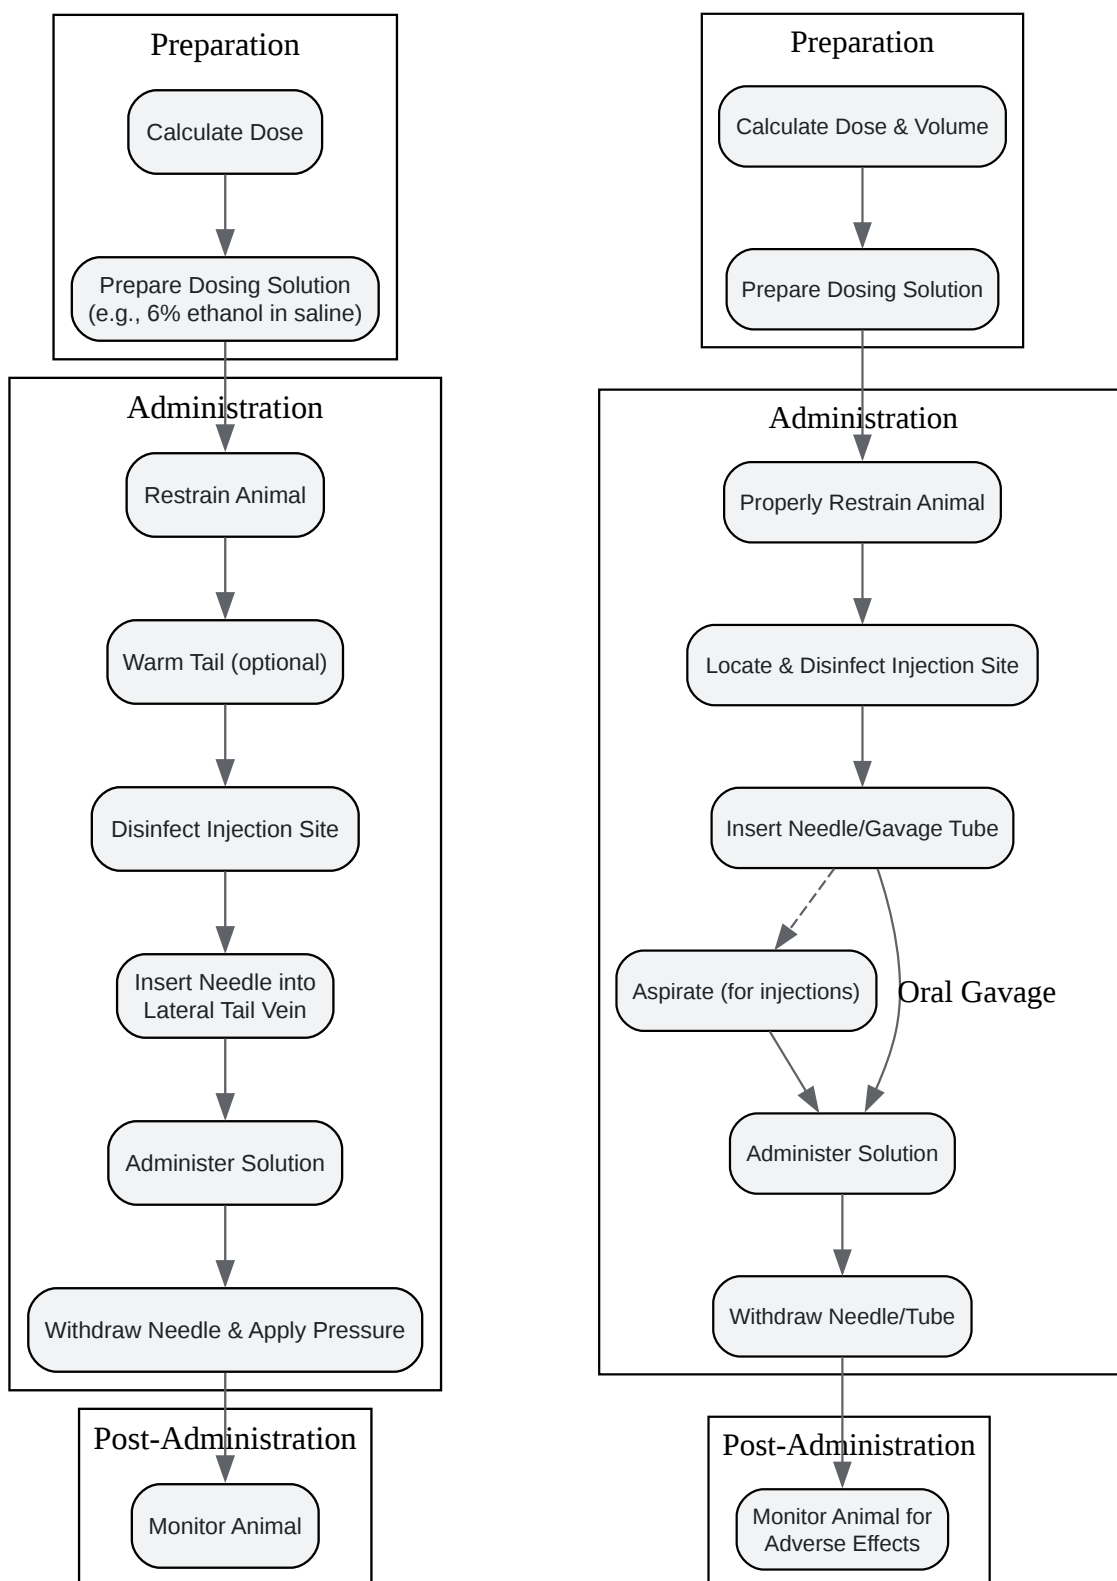 Preparation
Calculate Dose
Prepare Dosing Solution
(e.g., 6% ethanol in saline)
Administration
Restrain Animal
Warm Tail (optional)
Disinfect Injection Site
Insert Needle into
Lateral Tail Vein
Administer Solution
Withdraw Needle & Apply Pressure
Post-Administration
Monitor Animal
Preparation
Calculate Dose & Volume
Prepare Dosing Solution
Administration
Properly Restrain Animal
Locate & Disinfect Injection Site
Insert Needle/Gavage Tube
Aspirate (for injections)
Oral Gavage
Administer Solution
Withdraw Needle/Tube
Post-Administration
Monitor Animal for
Adverse Effects